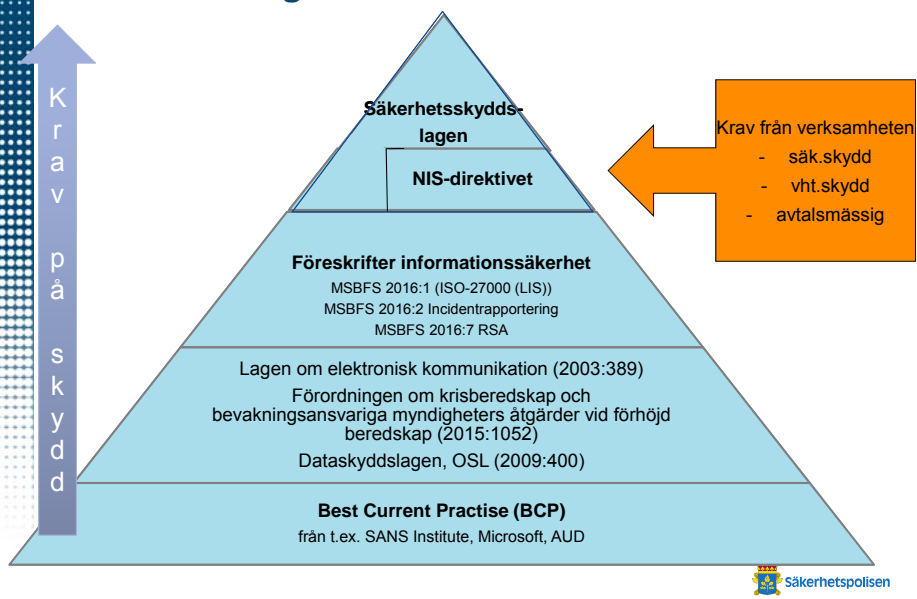 Krav på skydd
Säkerhetsskydds-
lagen
NIS-direktivet
Krav från verksamheten
- säk.skydd
- vht.skydd
- avtalsmässig
Föreskrifter informationssäkerhet
MSBFS 2016:1 (ISO-27000 (LIS))
MSBFS 2016:2 Incidentrapportering
MSBFS 2016:7 RSA
Lagen om elektronisk kommunikation (2003:389)
Förordningen om krisberedskap och
bevakningsansvariga myndigheters åtgärder vid förhöjd
beredskap (2015:1052)
Dataskyddslagen, OSL (2009:400)
Best Current Practise (BCP)
från t.ex. SANS Institute, Microsoft, AUD
Säkerhetspolisen